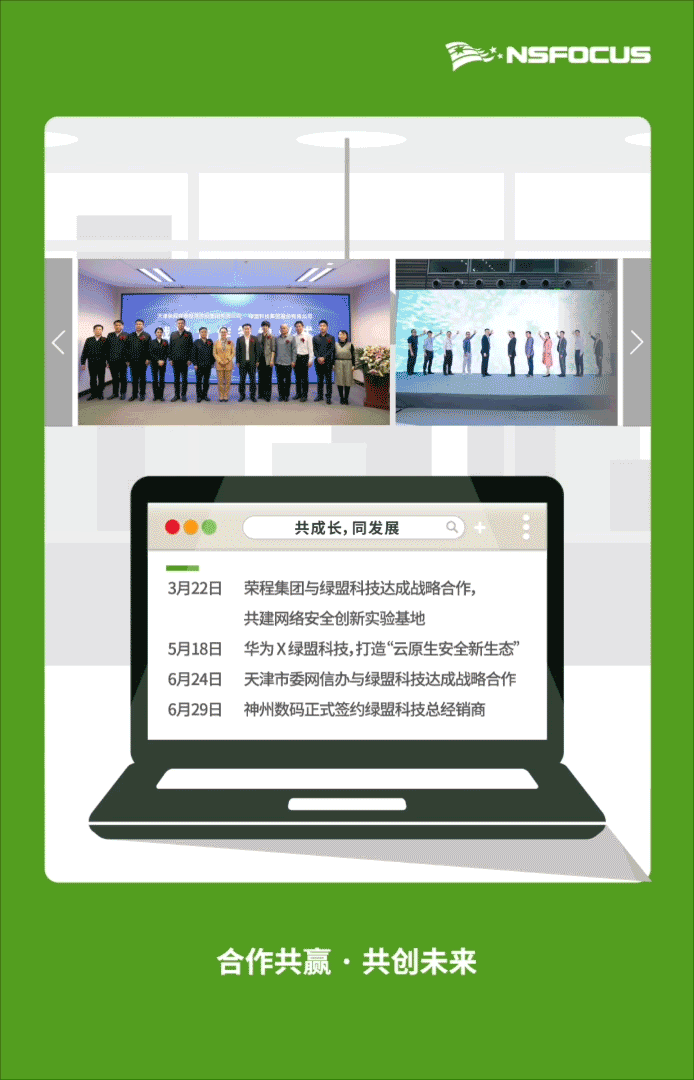 NSFOCUS
共成长，同发展
3月22日 荣程集团与绿盟科技达成战略合作，
共建网络安全创新实验基地
5月18日 华为 X 绿盟科技，打造“云原生安全新生态”
6月24日 天津市委网信办与绿盟科技达成战略合作
6月29日 神州数码正式签约绿盟科技总经销商
合作共赢 · 共创未来